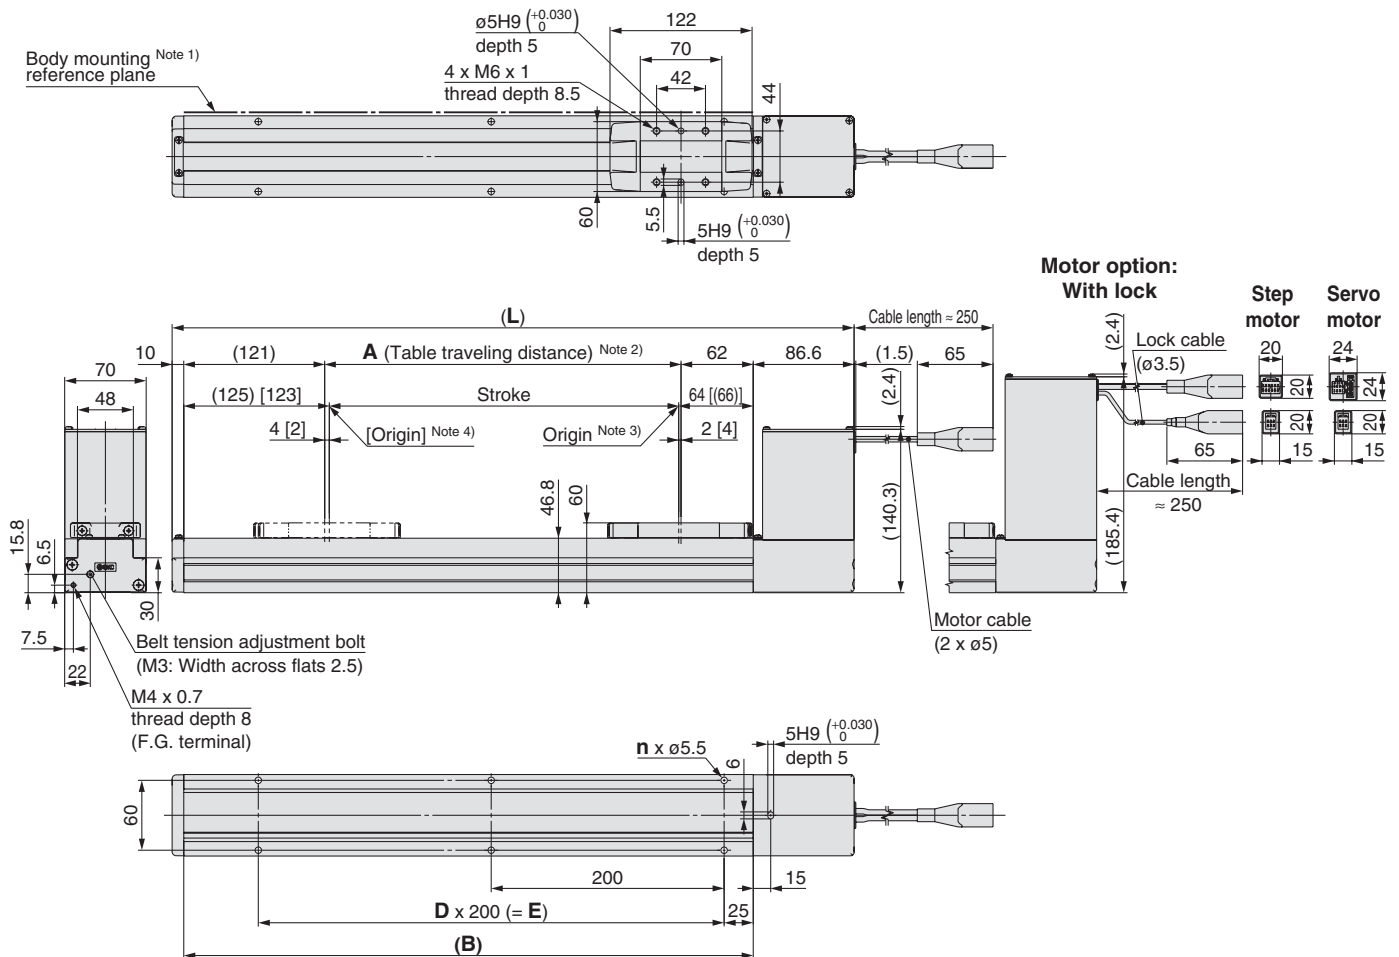 ø5H9 (+0.030 0)
depth 5
122
70
42
44
Body mounting Note 1)
reference plane
4 x M6 x 1
thread depth 8.5
60
5.5
5H9 (+0.030 0)
depth 5
Motor option:
With lock
Step
motor
Servo
motor
(L)
Cable length ≈ 250
10
(121)
A (Table traveling distance) Note 2)
62
86.6
(1.5)
65
(2.4)
Lock cable
(ø3.5)
20
24
70
48
(125) [123]
Stroke
64 [(66)]
(2.4)
20
24
4 [2]
[Origin] Note 4)
Origin Note 3)
2 [4]
20
20
65
15
15
Cable length
≈ 250
46.8
60
(140.3)
(185.4)
15.8
6.5
SMC
30
7.5
22
Belt tension adjustment bolt
(M3: Width across flats 2.5)
Motor cable
(2 x ø5)
M4 x 0.7
thread depth 8
(F.G. terminal)
n x ø5.5
6
5H9 (+0.030 0)
depth 5
60
200
15
D x 200 (= E)
25
(B)